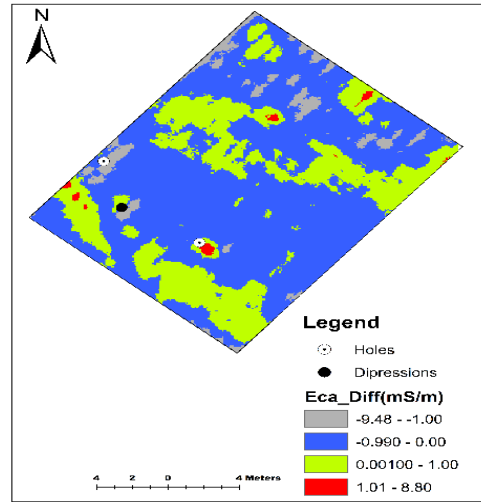 N
Legend
Holes
Dipressions
Eca_Diff(mS/m)
-9.48 - -1.00
-0.990 - 0.00
0.00100 - 1.00
1.01 - 8.80
4 2 0 4 Meters